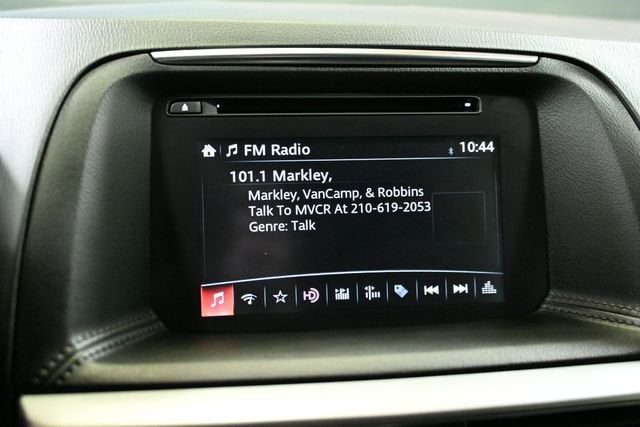 FM Radio 10:44
101.1 Markley,
Markley, VanCamp, & Robbins
Talk To MVCR At 210-619-2053
Genre: Talk
HD